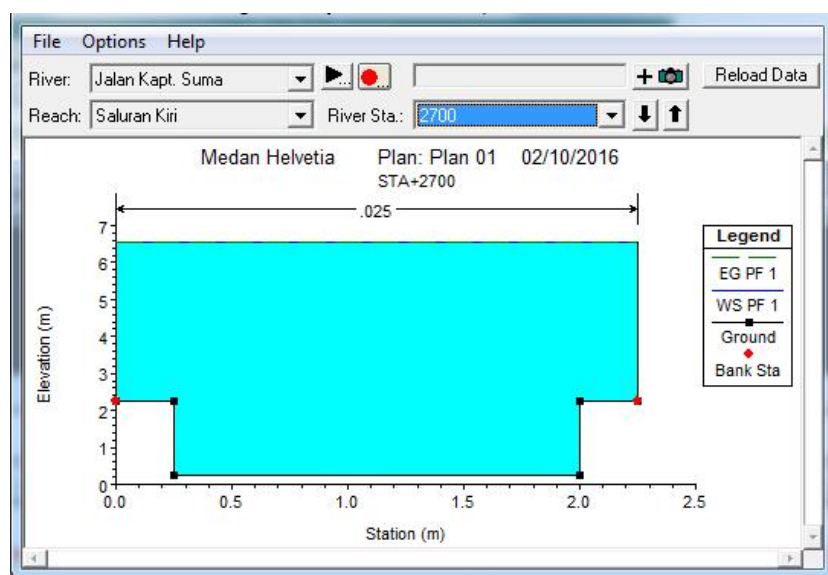 File Options Help
River: Jalan Kapt. Suma Reload Data
Reach: Saluran Kiri River Sta.: 2700
Medan Helvetia Plan: Plan 01 02/10/2016
STA+2700
.025
7
6
5
4
3
2
1
0
Elevation (m)
0.0 0.5 1.0 1.5 2.0 2.5
Station (m)
Legend
EG PF 1
WS PF 1
Ground
Bank Sta